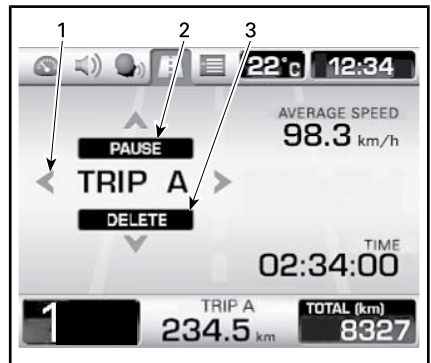 1 2 3
22°c 12:34
AVERAGE SPEED
98.3 km/h
PAUSE
TRIP A
DELETE
TIME
02:34:00
1
TRIP A
234.5 km
TOTAL (km)
8327